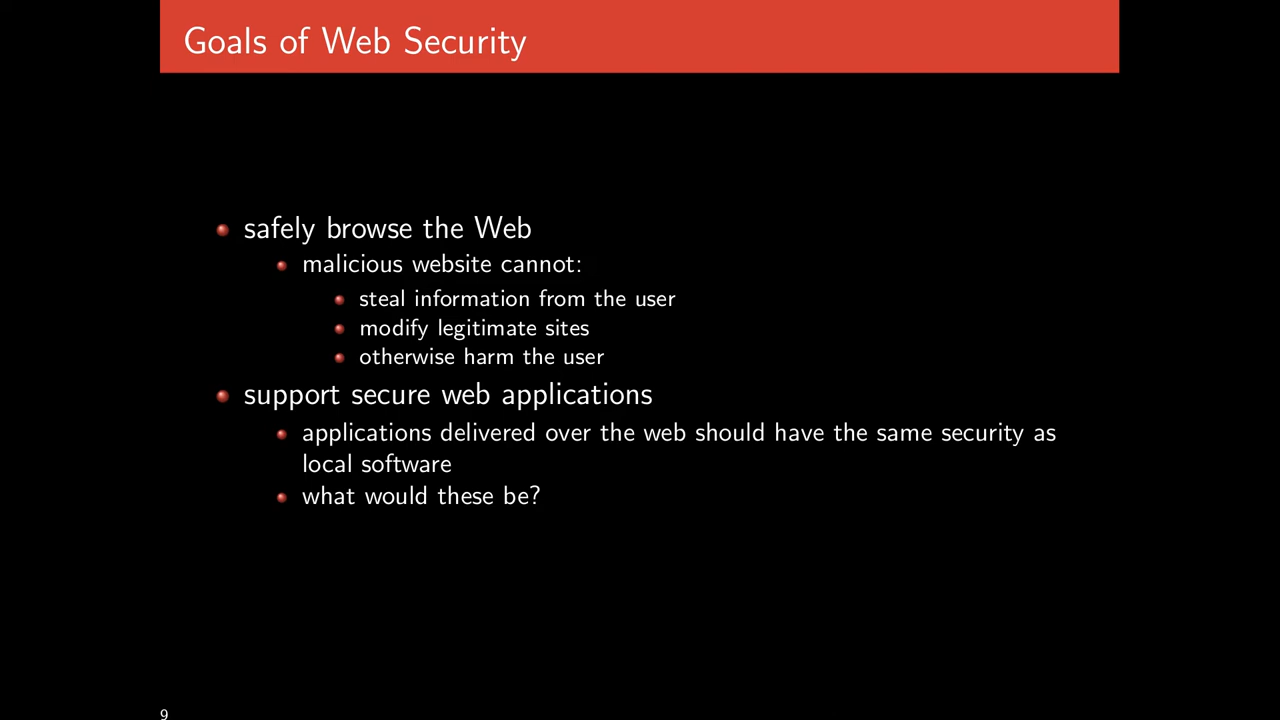 Goals of Web Security
safely browse the Web
malicious website cannot:
steal information from the user
modify legitimate sites
otherwise harm the user
support secure web applications
applications delivered over the web should have the same security as
local software
what would these be?
9